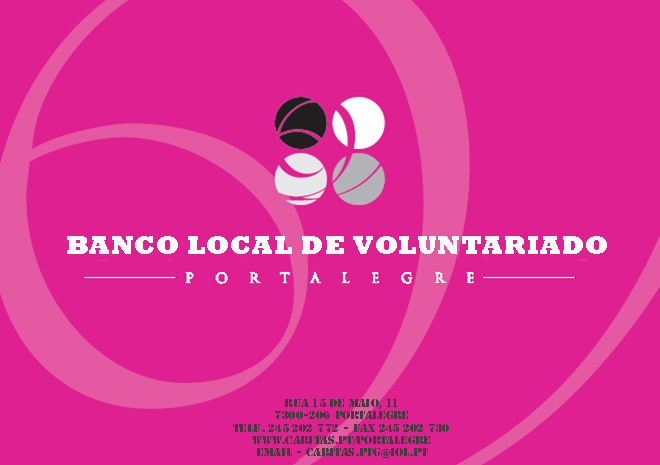 BANCO LOCAL DE VOLUNTARIADO
PORTALEGRE
RUA 15 DE MAIO, 11
7300-206 PORTALEGRE
TELF. 245 202 772 - FAX 245 202 730
WWW.CARITAS.PT/PORTALEGRE
EMAIL - CARITAS.PTG@IOL.PT